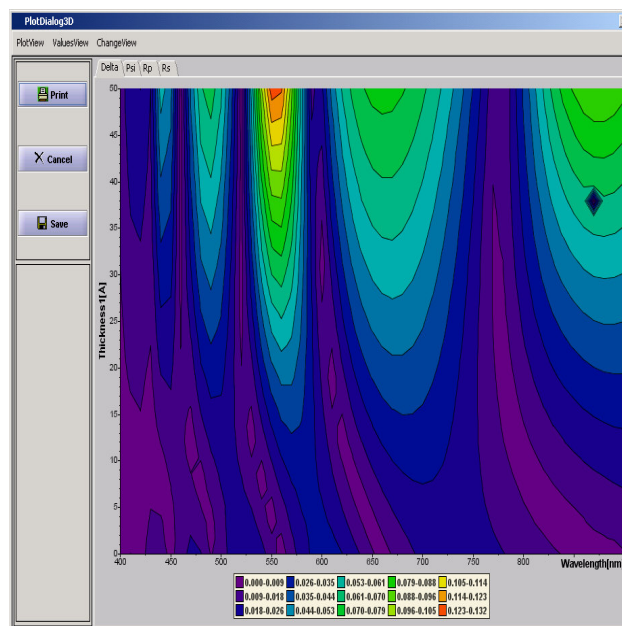 PlotDialog3D
PlotView ValuesView ChangeView
Delta Psi Rp Rs
Print
Cancel
Save
Thickness1[A]
50
45
40
35
30
25
20
15
10
5
0
400 450 500 550 600 650 700 750 800 Wavelength[nm
0.000-0.009 0.026-0.035 0.053-0.061 0.079-0.088 0.105-0.114
0.009-0.018 0.035-0.044 0.061-0.070 0.088-0.096 0.114-0.123
0.018-0.026 0.044-0.053 0.070-0.079 0.096-0.105 0.123-0.132